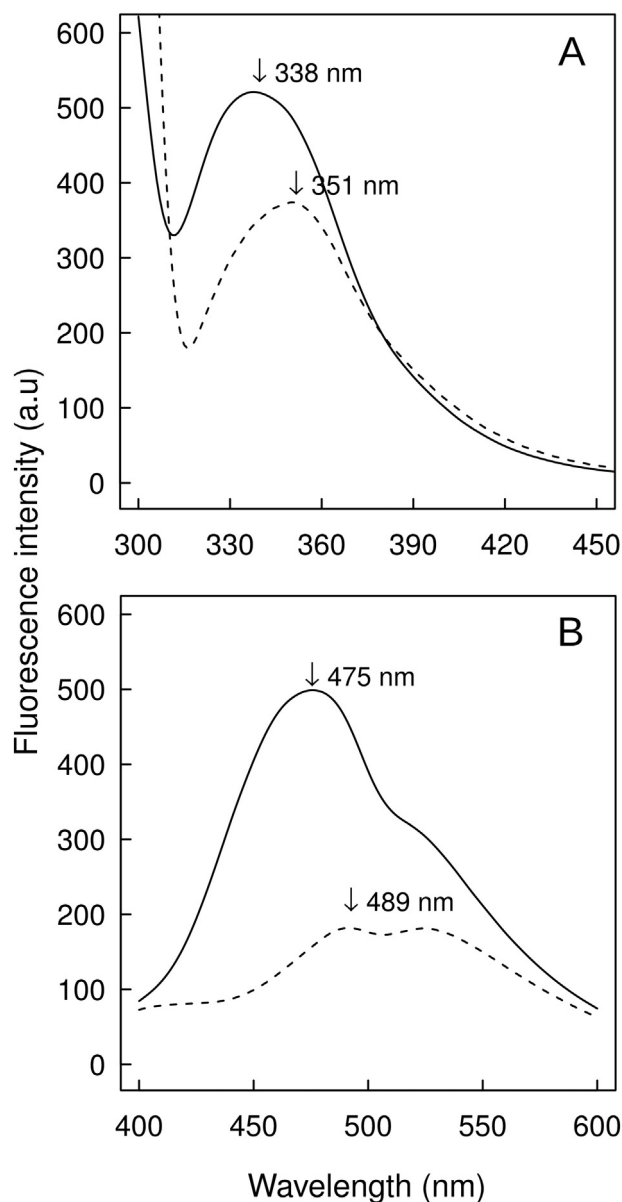 Fluorescence intensity (a.u)
A
600
500
400
300
200
100
0
↓ 338 nm
↓ 351 nm
300 330 360 390 420 450
B
600
500
400
300
200
100
0
↓ 475 nm
↓ 489 nm
400 450 500 550 600
Wavelength (nm)